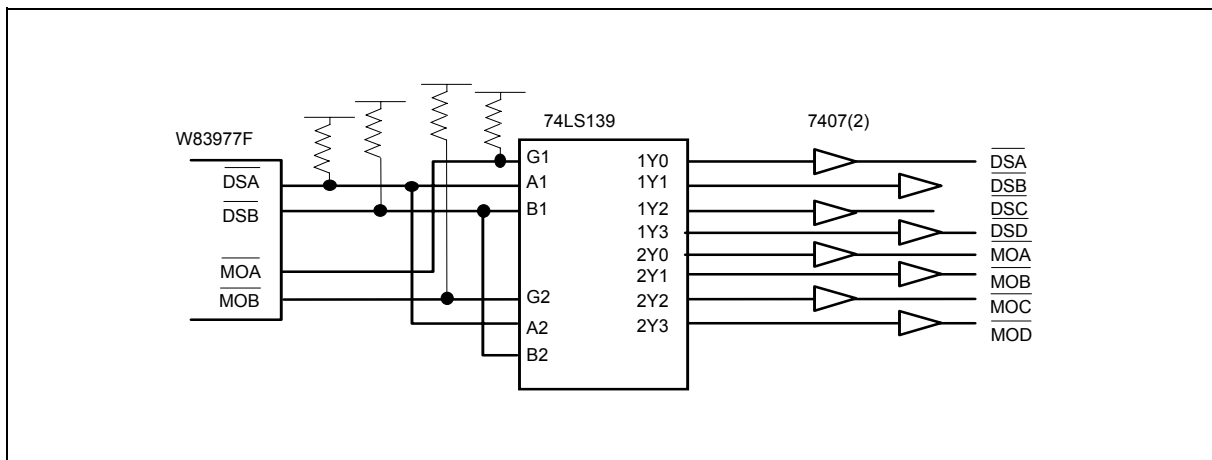 74LS139
7407(2)
W83977F
DSA
DSB
MOA
MOB
G1
A1
B1
G2
A2
B2
1Y0
1Y1
1Y2
1Y3
2Y0
2Y1
2Y2
2Y3
DSA
DSB
DSC
DSD
MOA
MOB
MOC
MOD